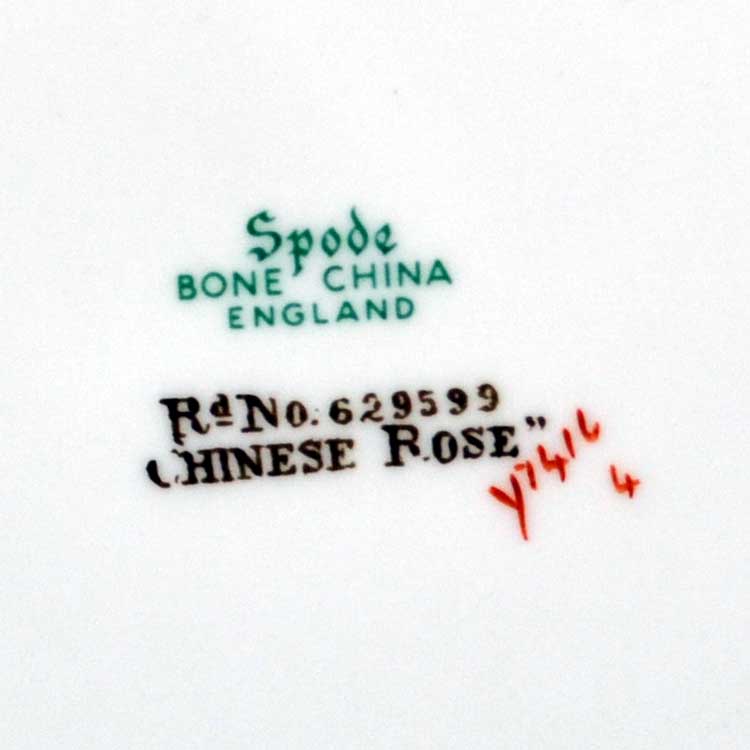 Spode
BONE CHINA
ENGLAND
Rd No. 629599
CHINESE ROSE"
Y7416
4